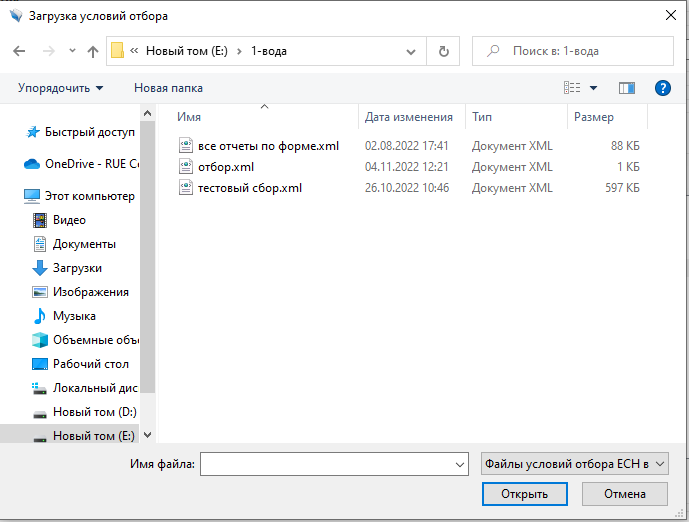 Загрузка условий отбора
« Новый том (E:) › 1-вода
Поиск в: 1-вода
Упорядочить
Новая папка
Имя Дата изменения Тип Размер
все отчеты по форме.xml 02.08.2022 17:41 Документ XML 88 КБ
отбор.xml 04.11.2022 12:21 Документ XML 1 КБ
тестовый сбор.xml 26.10.2022 10:46 Документ XML 597 КБ
Быстрый доступ
OneDrive - RUE Co
Этот компьютер
Видео
Документы
Загрузки
Изображения
Музыка
Объемные объ
Рабочий стол
Локальный дис
Новый том (D:)
Новый том (E:)
Имя файла:
Файлы условий отбора ЕСН в
Открыть
Отмена